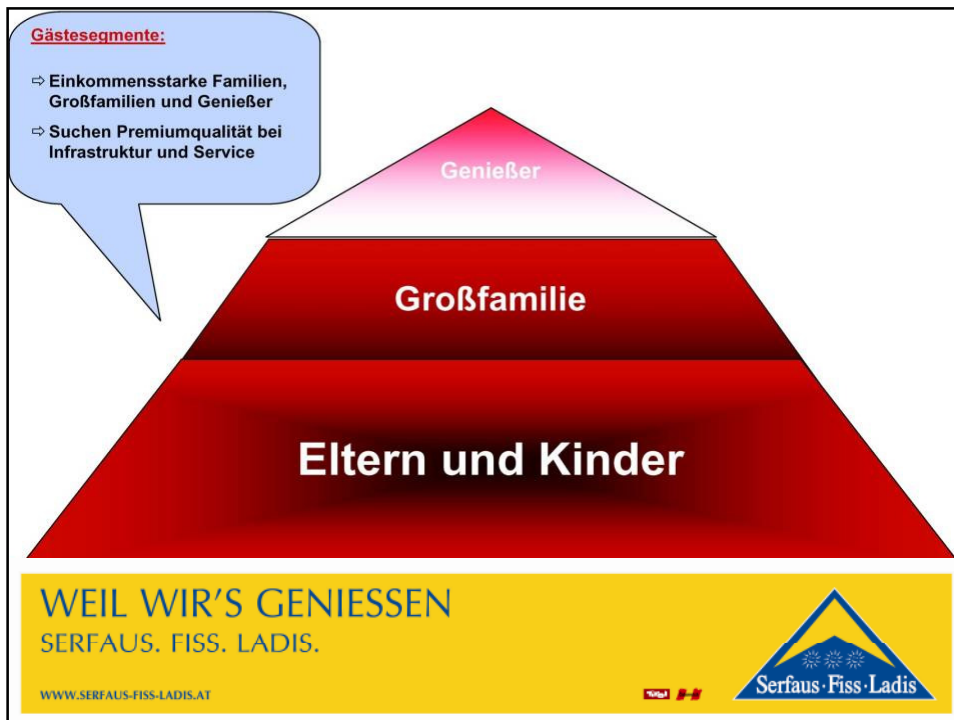 Gästesegmente:
⇨ Einkommensstarke Familien,
Großfamilien und Genießer
⇨ Suchen Premiumqualität bei
Infrastruktur und Service
Genießer
Großfamilie
Eltern und Kinder
WEIL WIR'S GENIESSEN
SERFAUS. FISS. LADIS.
WWW.SERFAUS-FISS-LADIS.AT
Tirol
Serfaus·Fiss·Ladis